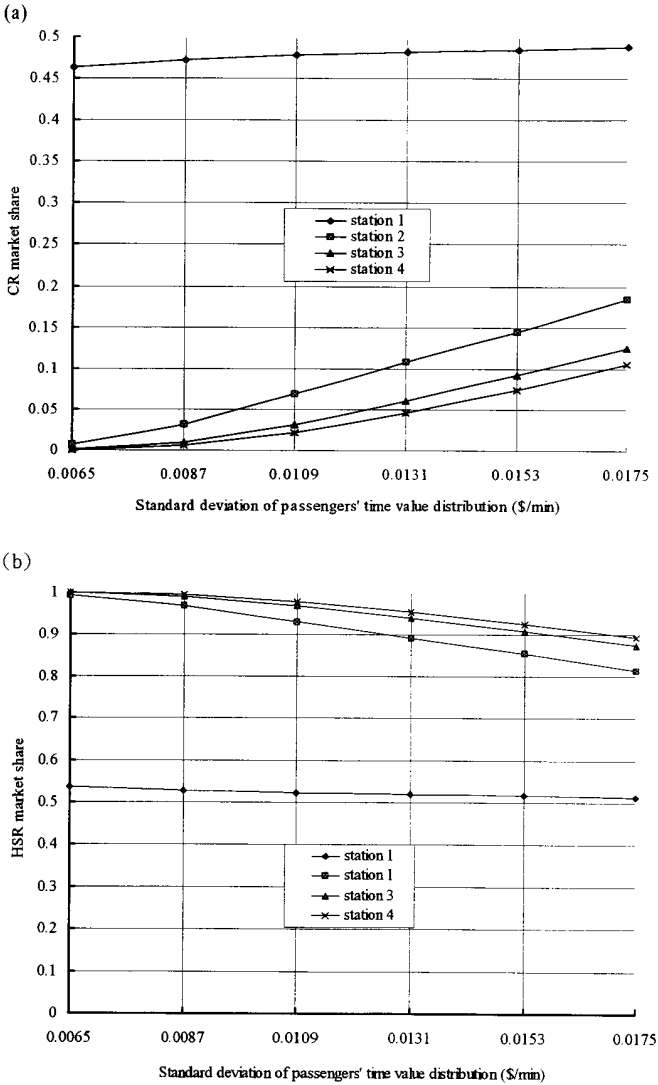 (a)
0.5
0.45
0.4
0.35
0.3
0.25
0.2
0.15
0.1
0.05
0
CR market share
station 1
station 2
station 3
station 4
0.0065 0.0087 0.0109 0.0131 0.0153 0.0175
Standard deviation of passengers' time value distribution ($/min)
(b)
1
0.9
0.8
0.7
0.6
0.5
0.4
0.3
0.2
0.1
0
HSR market share
station 1
station 1
station 3
station 4
0.0065 0.0087 0.0109 0.0131 0.0153 0.0175
Standard deviation of passengers' time value distribution ($/min)